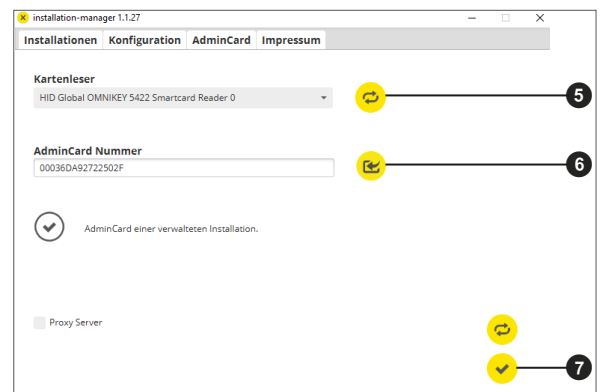 installation-manager 1.1.27
Installationen Konfiguration AdminCard Impressum
Kartenleser
HID Global OMNIKEY 5422 Smartcard Reader 0
5
AdminCard Nummer
00036DA92722502F
6
AdminCard einer verwalteten Installation.
Proxy Server
7